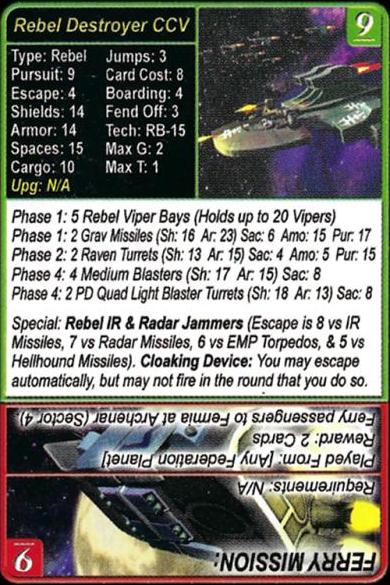 Rebel Destroyer CCV
9
Type: Rebel Jumps: 3
Pursuit: 9 Card Cost: 8
Escape: 4 Boarding: 4
Shields: 14 Fend Off: 3
Armor: 14 Tech: RB-15
Spaces: 15 Max G: 2
Cargo: 10 Max T: 1
Upg: N/A
Phase 1: 5 Rebel Viper Bays (Holds up to 20 Vipers)
Phase 1: 2 Grav Missiles (Sh: 16 Ar: 23) Sac: 6 Amo: 15 Pur: 17
Phase 2: 2 Raven Turrets (Sh: 13 Ar: 15) Sac: 4 Amo: 5 Pur: 15
Phase 4: 4 Medium Blasters (Sh: 17 Ar: 15) Sac: 8
Phase 4: 2 PD Quad Light Blaster Turrets (Sh: 18 Ar: 13) Sac: 8
Special: Rebel IR & Radar Jammers (Escape is 8 vs IR
Missiles, 7 vs Radar Missiles, 6 vs EMP Torpedos, & 5 vs
Hellhound Missiles). Cloaking Device: You may escape
automatically, but may not fire in the round that you do so.
FERRY MISSION:
6
Requirements: N/A
Played From: [Any Federation Planet]
Reward: 2 Cards
Ferry passengers to Fermia at Archenar (Sector 4)